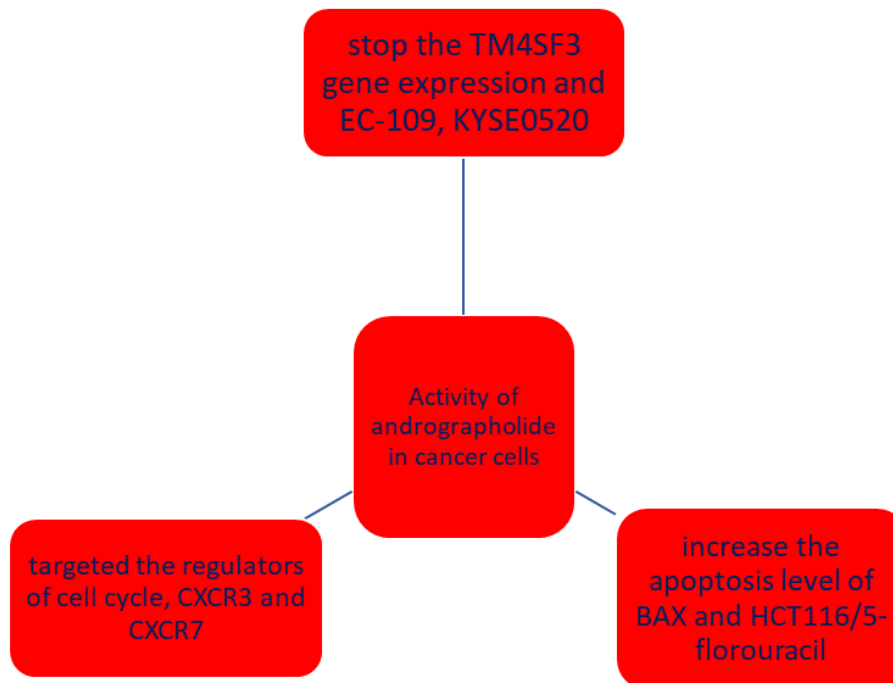 stop the TM4SF3
gene expression and
EC-109, KYSE0520
Activity of
andrographolide
in cancer cells
targeted the regulators
of cell cycle, CXCR3 and
CXCR7
increase the
apoptosis level of
BAX and HCT116/5-
florouracil